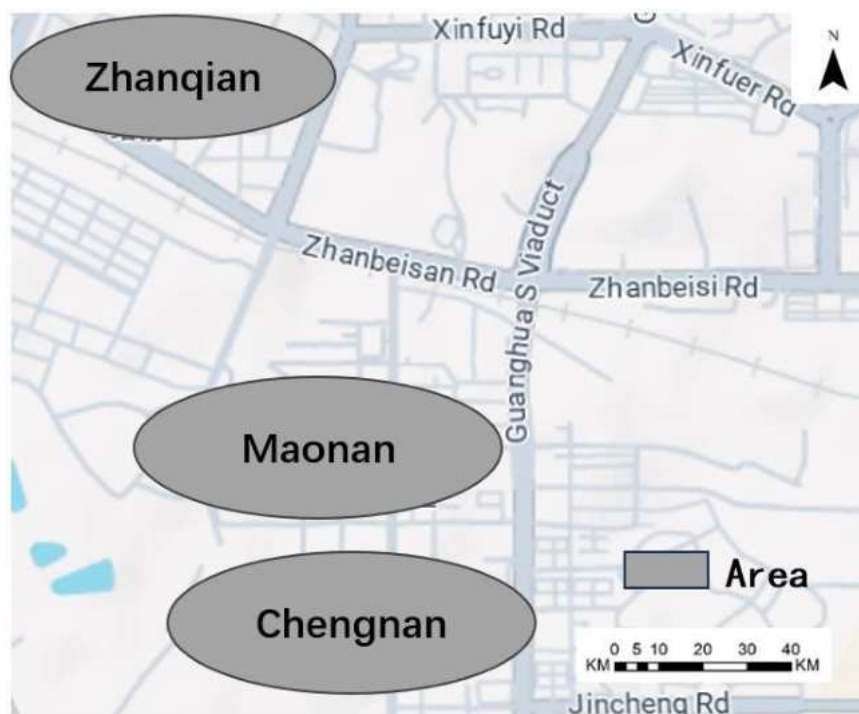 Xinfuyi Rd
N
Zhanqian
Xinfuer Rd
Guanghua S Viaduct
Zhanbeisan Rd
Zhanbeisi Rd
Maonan
Area
Chengnan
0 5 10 20 30 40
KM
Jincheng Rd